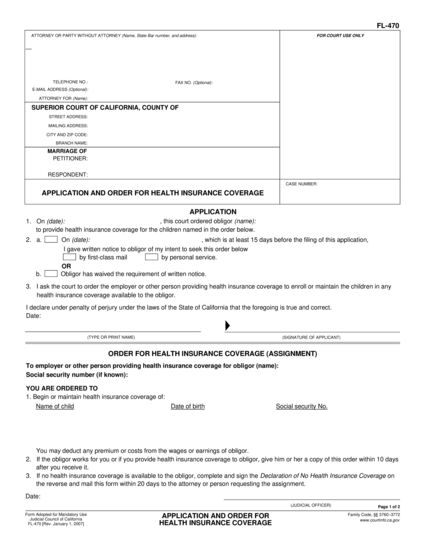 FL-470
ATTORNEY OR PARTY WITHOUT ATTORNEY (Name, State Bar number, and address):
FOR COURT USE ONLY
TELEPHONE NO.: FAX NO. (Optional):
E-MAIL ADDRESS (Optional):
ATTORNEY FOR (Name):
SUPERIOR COURT OF CALIFORNIA, COUNTY OF
STREET ADDRESS:
MAILING ADDRESS:
CITY AND ZIP CODE:
BRANCH NAME:
MARRIAGE OF
PETITIONER:
RESPONDENT:
APPLICATION AND ORDER FOR HEALTH INSURANCE COVERAGE
CASE NUMBER:
APPLICATION
1. On (date): , this court ordered obligor (name):
to provide health insurance coverage for the children named in the order below.
2. a. On (date): , which is at least 15 days before the filing of this application,
I gave written notice to obligor of my intent to seek this order below
by first-class mail by personal service.
OR
b. Obligor has waived the requirement of written notice.
3. I ask the court to order the employer or other person providing health insurance coverage to enroll or maintain the children in any
health insurance coverage available to the obligor.
I declare under penalty of perjury under the laws of the State of California that the foregoing is true and correct.
Date:
(TYPE OR PRINT NAME) (SIGNATURE OF APPLICANT)
ORDER FOR HEALTH INSURANCE COVERAGE (ASSIGNMENT)
To employer or other person providing health insurance coverage for obligor (name):
Social security number (if known):
YOU ARE ORDERED TO
1. Begin or maintain health insurance coverage of:
Name of child Date of birth Social security No.
You may deduct any premium or costs from the wages or earnings of obligor.
2. If the obligor works for you or if you provide health insurance coverage to obligor, give him or her a copy of this order within 10 days
after you receive it.
3. If no health insurance coverage is available to the obligor, complete and sign the Declaration of No Health Insurance Coverage on
the reverse and mail this form within 20 days to the attorney or person requesting the assignment.
Date:
(JUDICIAL OFFICER)
Page 1 of 2
Form Adopted for Mandatory Use
Judicial Council of California
FL-470 [Rev. January 1, 2007]
APPLICATION AND ORDER FOR
HEALTH INSURANCE COVERAGE
Family Code, §§ 3760–3772
www.courtinfo.ca.gov